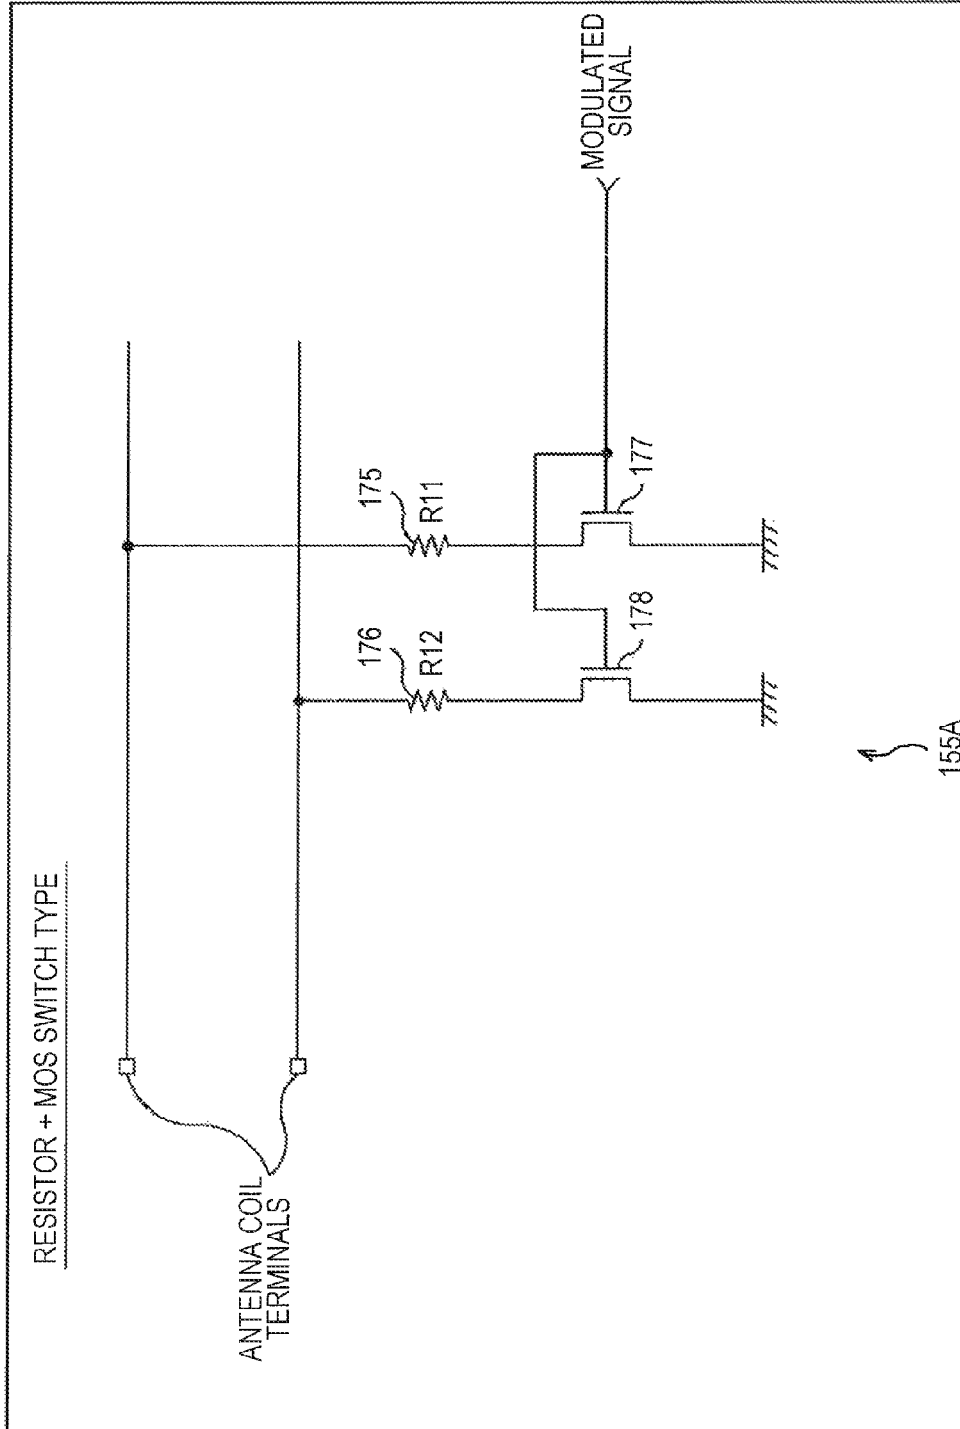 RESISTOR + MOS SWITCH TYPE
ANTENNA COIL
TERMINALS
176
R12
175
R11
178
177
MODULATED
SIGNAL
155A